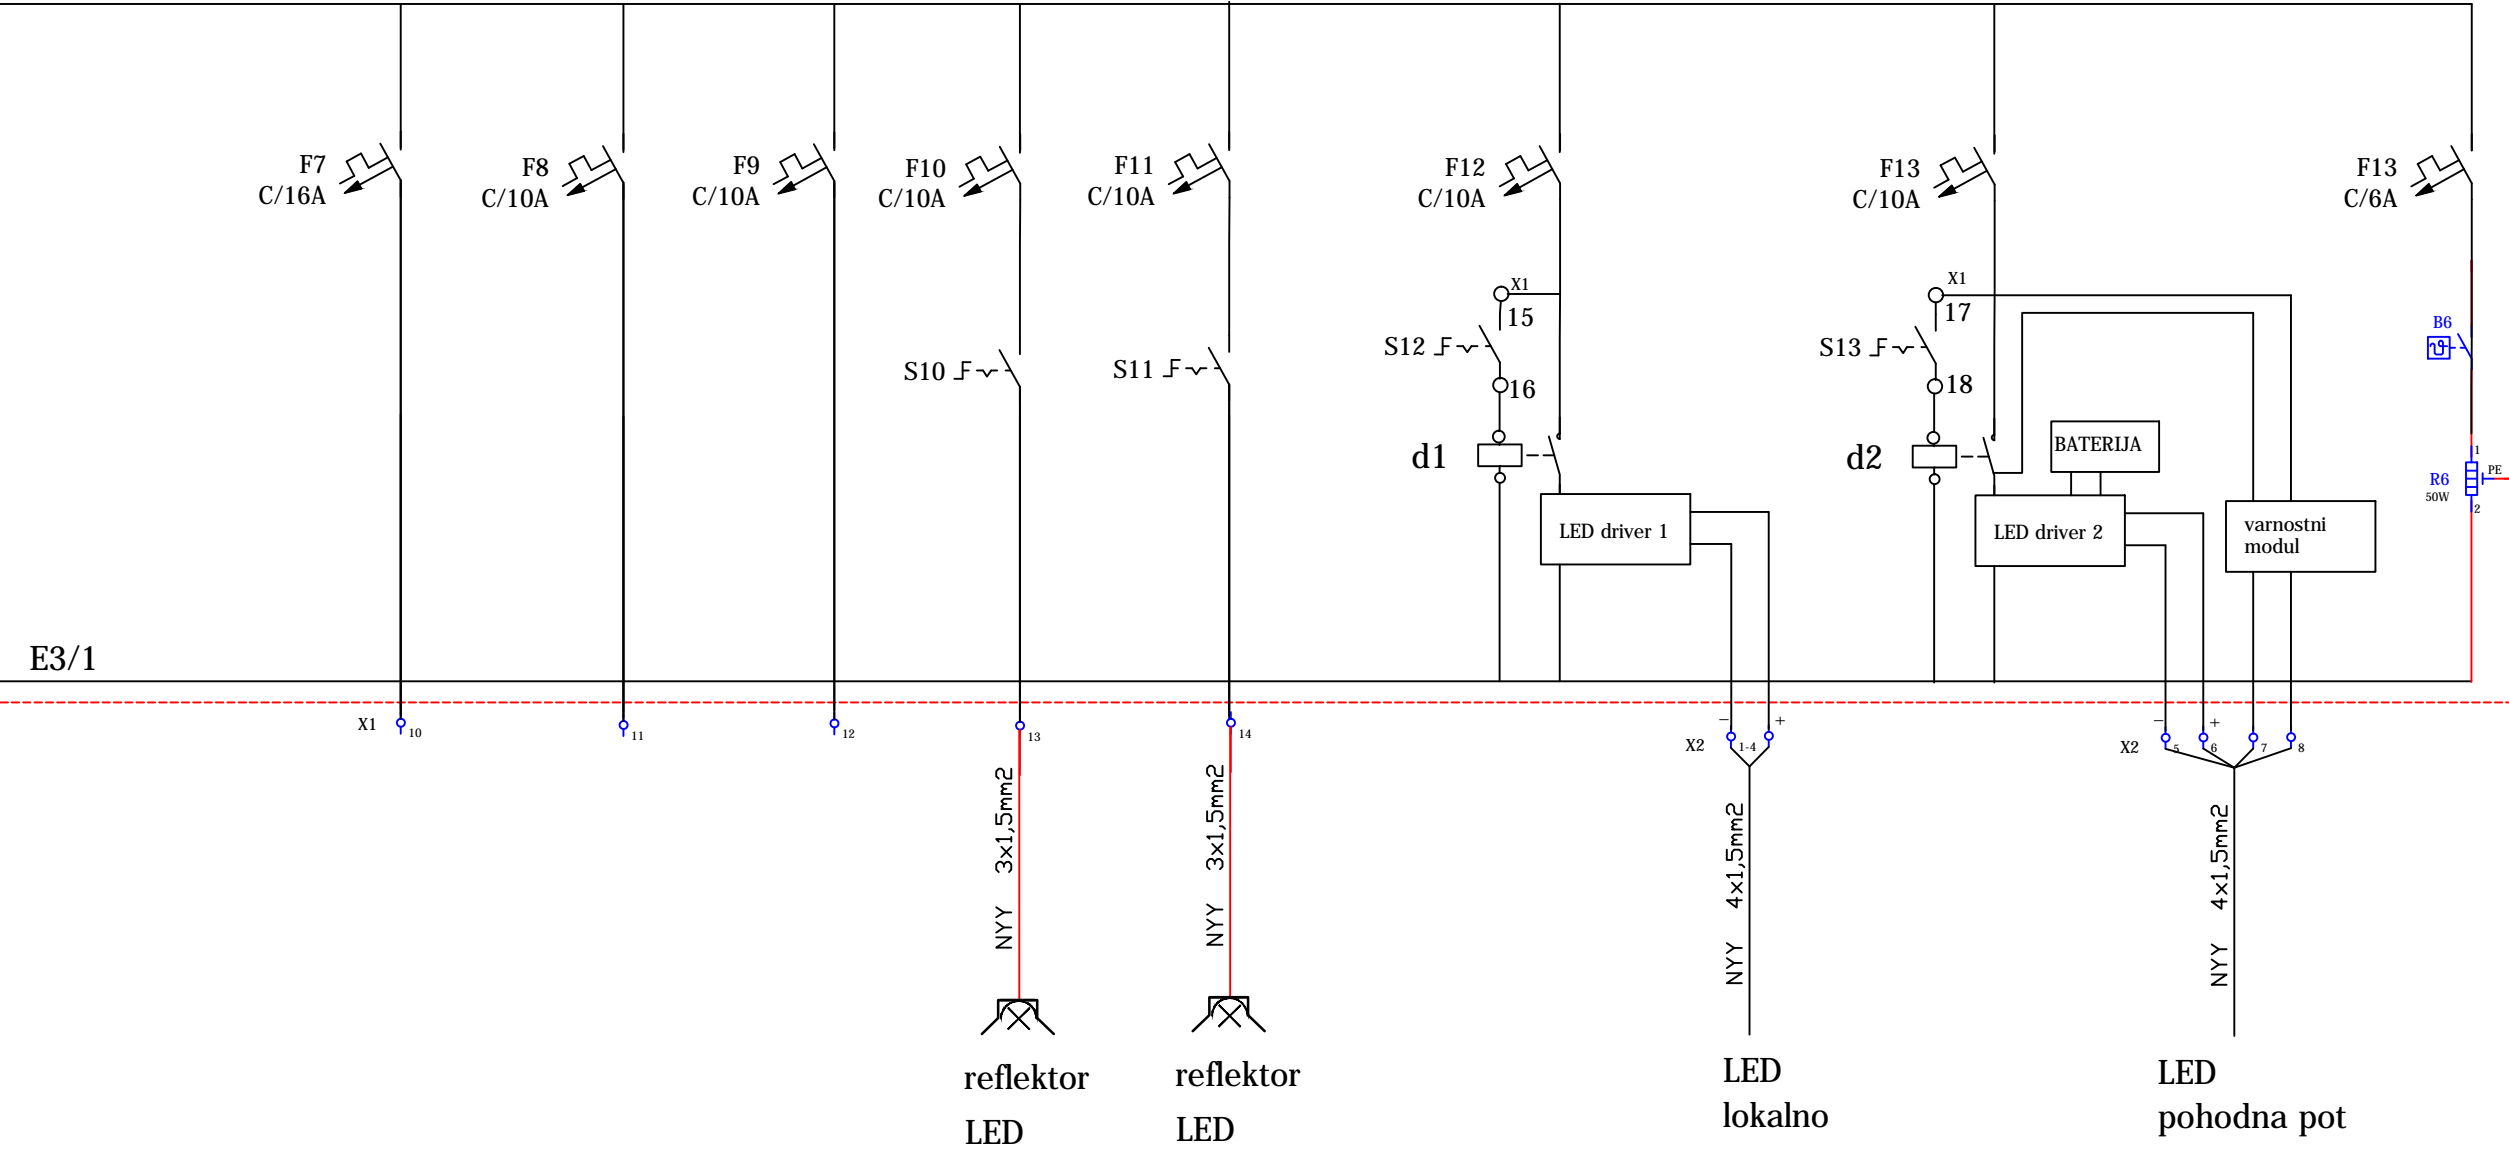 F7
C/16A
F8
C/10A
F9
C/10A
F10
C/10A
F11
C/10A
F12
C/10A
F13
C/10A
F13
C/6A
X1
15
S12
16
d1
LED driver 1
X1
17
S13
18
d2
BATERIJA
LED driver 2
varnostni
modul
S10
S11
B6
ϑ
1
R6
50W
PE
2
E3/1
X1
10
11
12
13
14
X2
-
1-4
+
X2
-
5
+
6
7
8
NYY 3x1,5mm2
NYY 3x1,5mm2
NYY 4x1,5mm2
NYY 4x1,5mm2
reflektor
LED
reflektor
LED
LED
lokalno
LED
pohodna pot